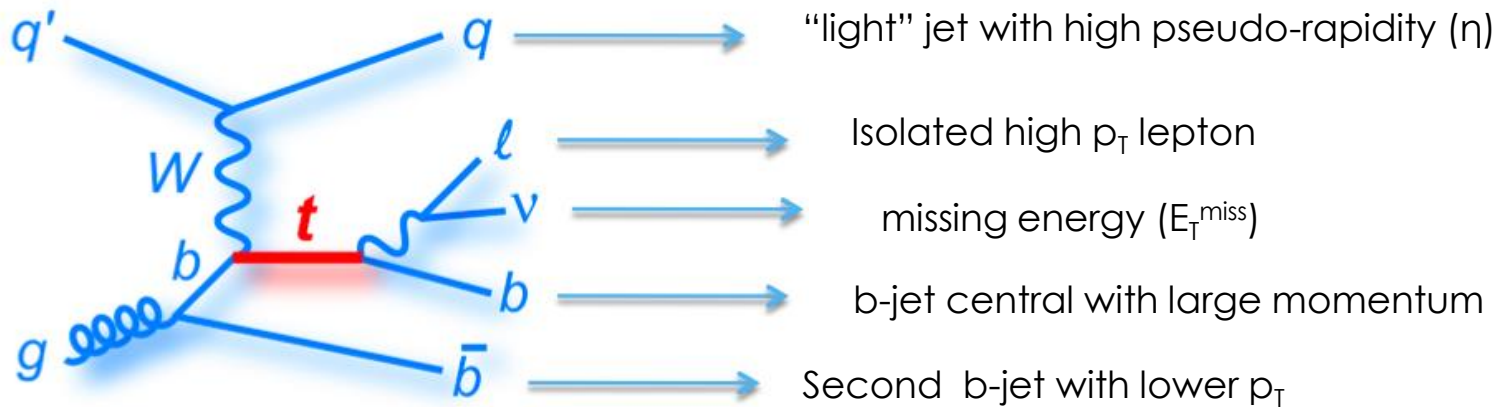 q′ q “light” jet with high pseudo-rapidity (η)
ℓ Isolated high pT lepton
W
t ν missing energy (ETmiss)
b b b-jet central with large momentum
g b̄ Second b-jet with lower pT